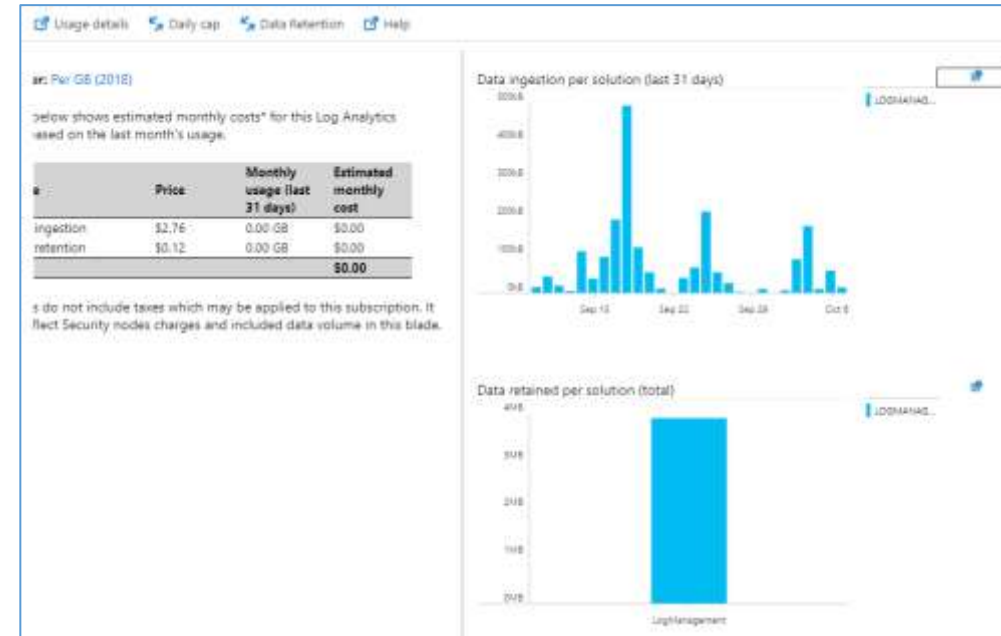 Usage details Daily cap Data Retention Help
er: Per GB (2018)
below shows estimated monthly costs* for this Log Analytics
ased on the last month's usage.
e Price Monthly usage (last 31 days) Estimated monthly cost
ingestion $2.76 0.00 GB $0.00
retention $0.12 0.00 GB $0.00
$0.00
s do not include taxes which may be applied to this subscription. It
flect Security nodes charges and included data volume in this blade.
Data ingestion per solution (last 31 days)
500kB
400kB
300kB
200kB
100kB
0kB
Sep 15 Sep 22 Sep 29 Oct 6
LOGMANAG...
Data retained per solution (total)
4MB
3MB
2MB
1MB
0MB
LogManagement
LOGMANAG...